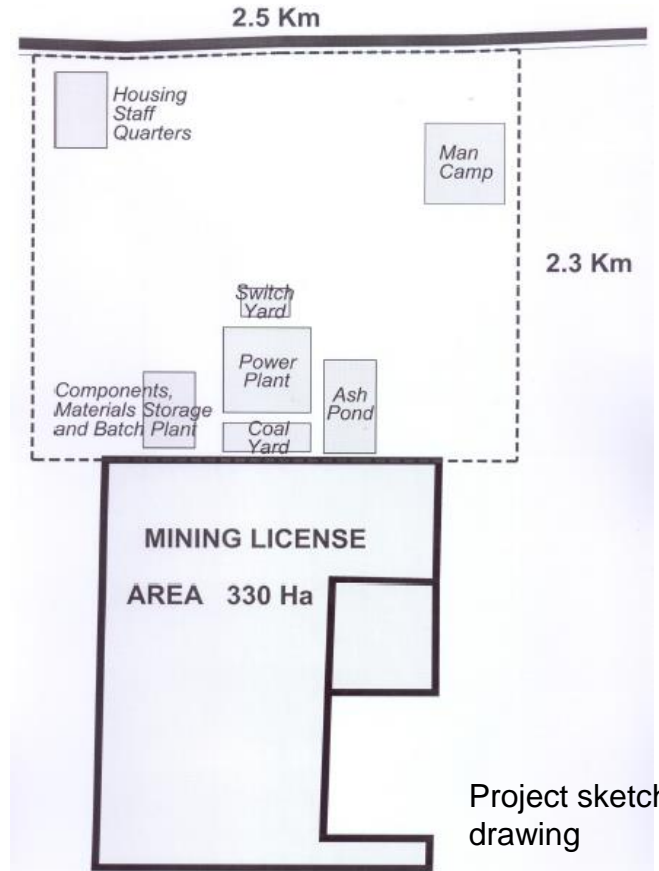 2.5 Km
Housing
Staff
Quarters
Man
Camp
2.3 Km
Switch
Yard
Power
Plant
Components,
Materials Storage
and Batch Plant
Ash
Pond
Coal
Yard
MINING LICENSE
AREA 330 Ha
Project sketch
drawing